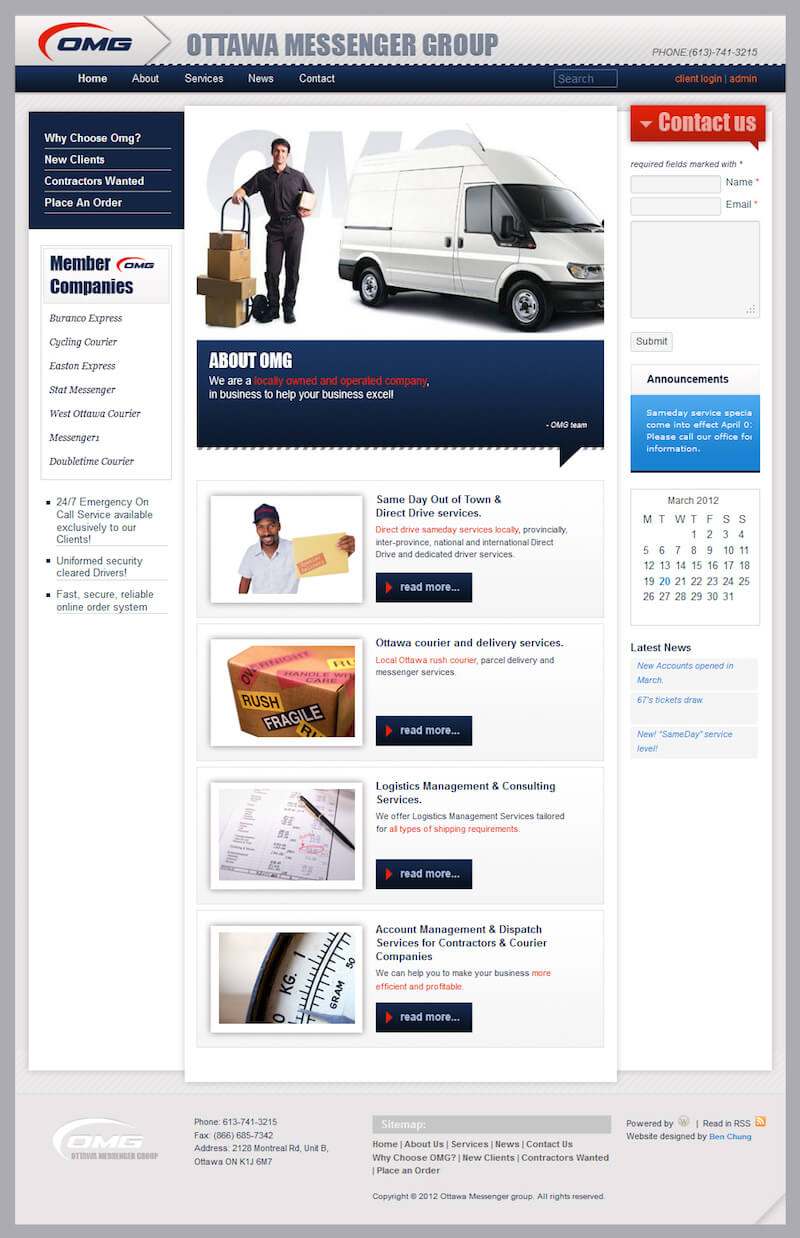 OMG
OTTAWA MESSENGER GROUP
PHONE:(613)-741-3215
Home About Services News Contact
Search
client login | admin
Why Choose Omg?
New Clients
Contractors Wanted
Place An Order
Member OMG
Companies
Buranco Express
Cycling Courier
Easton Express
Stat Messenger
West Ottawa Courier
Messenger1
Doubletime Courier
24/7 Emergency On
Call Service available
exclusively to our
Clients!
Uniformed security
cleared Drivers!
Fast, secure, reliable
online order system
OMG
ABOUT OMG
We are a locally owned and operated company,
in business to help your business excel!
- OMG team
Same Day Out of Town &
Direct Drive services.
Direct drive sameday services locally, provincially,
inter-province, national and international Direct
Drive and dedicated driver services.
read more...
OVERNIGHT
RU
HANDLE WI
CARE
RUSH
FRAGILE
RU
Ottawa courier and delivery services.
Local Ottawa rush courier, parcel delivery and
messenger services.
read more...
Logistics Management & Consulting
Services.
We offer Logistics Management Services tailored
for all types of shipping requirements.
read more...
KG. 1
50
GRAM
Account Management & Dispatch
Services for Contractors & Courier
Companies
We can help you to make your business more
efficient and profitable.
read more...
Contact us
required fields marked with *
Name *
Email *
Submit
Announcements
Sameday service specia
come into effect April 0
Please call our office fo
information.
March 2012
M T W T F S S
1 2 3 4
5 6 7 8 9 10 11
12 13 14 15 16 17 18
19 20 21 22 23 24 25
26 27 28 29 30 31
Latest News
New Accounts opened in
March.
67's tickets draw.
New! "SameDay" service
level!
OMG
OTTAWA MESSENGER GROUP
Phone: 613-741-3215
Fax: (866) 685-7342
Address: 2128 Montreal Rd, Unit B,
Ottawa ON K1J 6M7
Sitemap:
Home | About Us | Services | News | Contact Us
Why Choose OMG? | New Clients | Contractors Wanted
| Place an Order
Copyright © 2012 Ottawa Messenger group. All rights reserved.
Powered by | Read in RSS
Website designed by Ben Chung